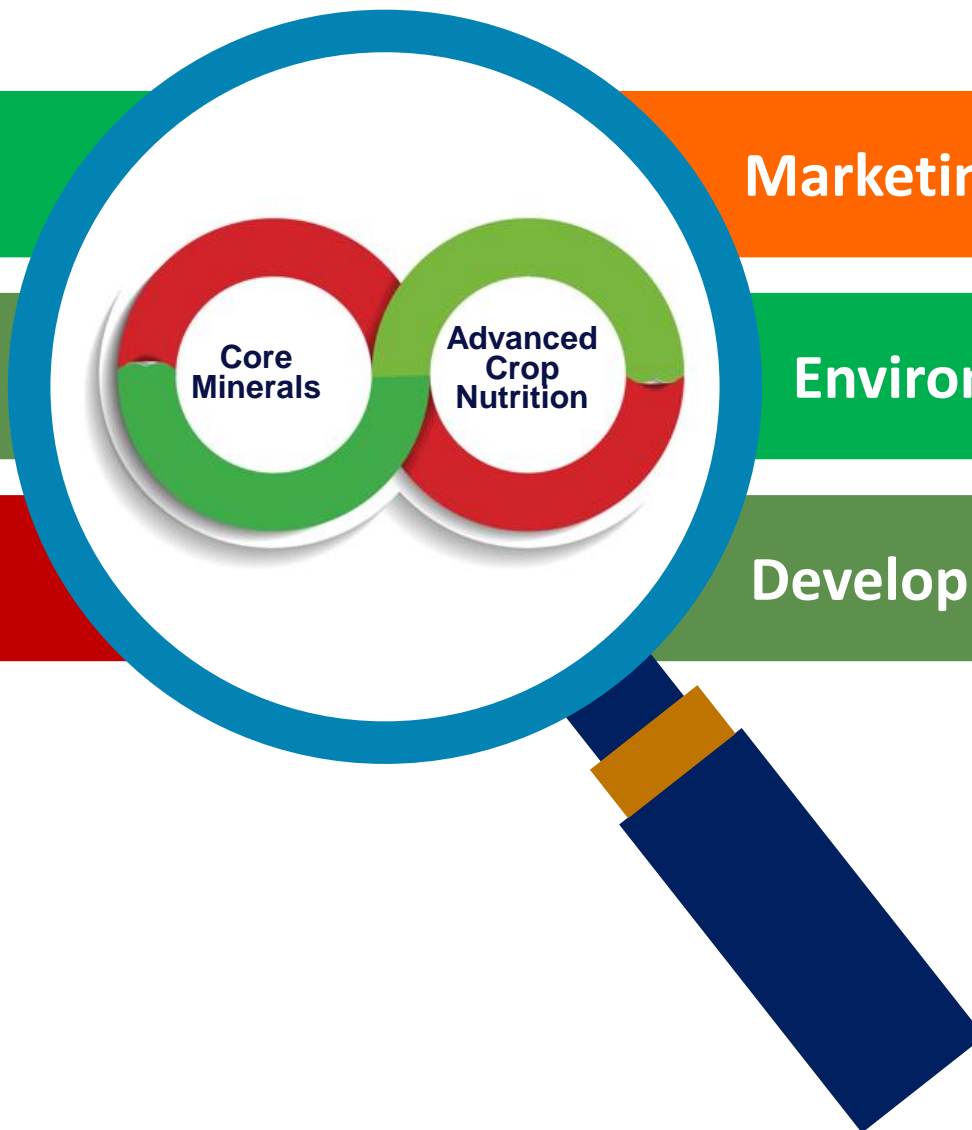 Marketin
Core
Minerals
Advanced
Crop
Nutrition
Environ
Develop